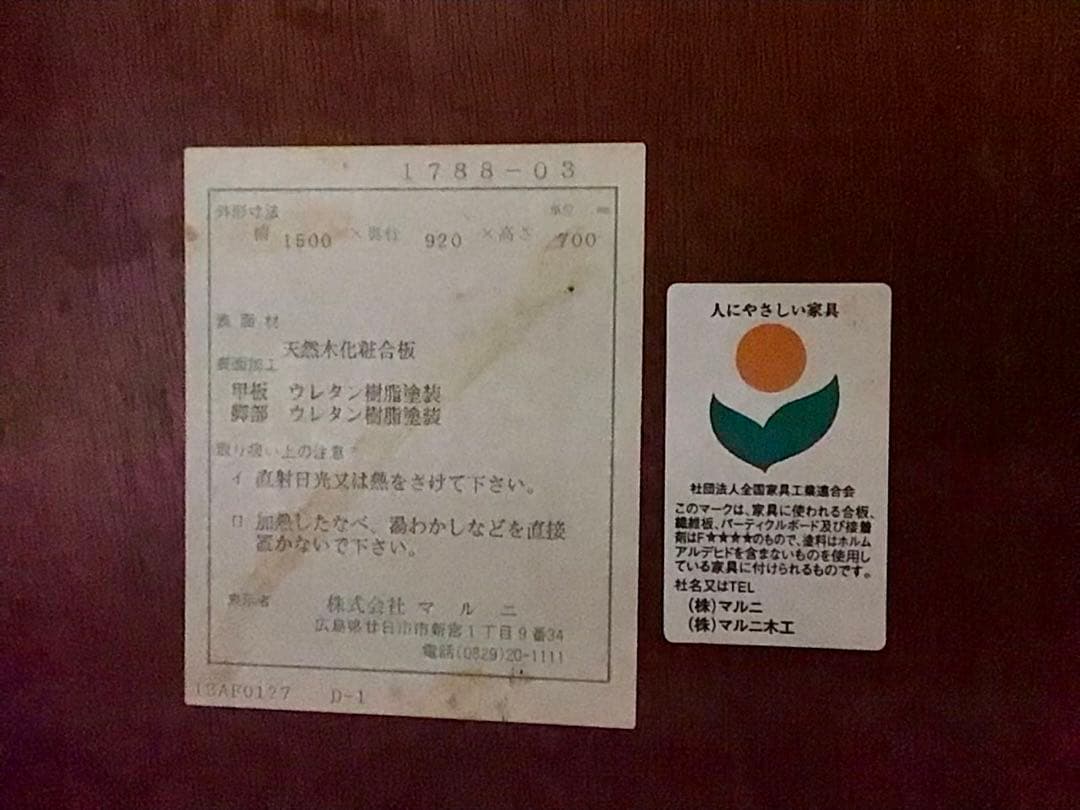 1788-03
外形寸法 単位 mm
幅 1500 ×奥行 920 ×高さ 700
表面材
天然木化粧合板
表面加工
甲板 ウレタン樹脂塗装
脚部 ウレタン樹脂塗装
取り扱い上の注意
イ 直射日光又は熱をさけて下さい。
ロ 加熱したなべ、湯わかしなどを直接
置かないで下さい。
表示者 株式会社 マルニ
広島県廿日市市新宮1丁目9番34
電話(0829)20-1111
13AF0127 D-1
人にやさしい家具
社団法人全国家具工業連合会
このマークは、家具に使われる合板、
繊維板、パーティクルボード及び接着
剤はF★★★★のもので、塗料はホルム
アルデヒドを含まないものを使用し
ている家具に付けられるものです。
社名又はTEL
(株)マルニ
(株)マルニ木工